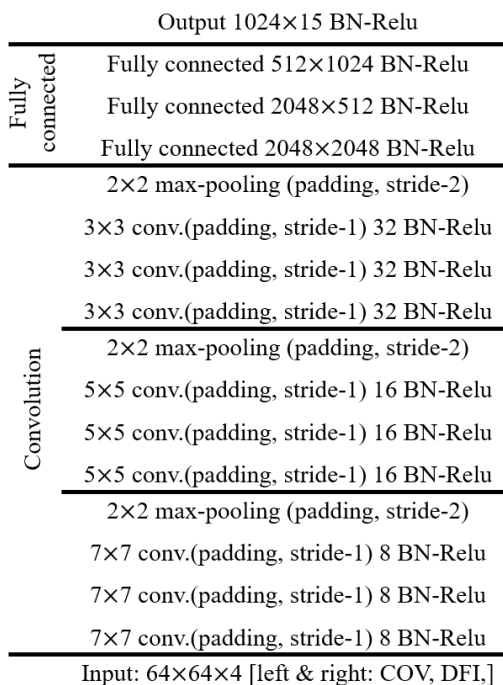 Output 1024×15 BN-Relu
Fully connected
Fully connected 512×1024 BN-Relu
Fully connected 2048×512 BN-Relu
Fully connected 2048×2048 BN-Relu
Convolution
2×2 max-pooling (padding, stride-2)
3×3 conv.(padding, stride-1) 32 BN-Relu
3×3 conv.(padding, stride-1) 32 BN-Relu
3×3 conv.(padding, stride-1) 32 BN-Relu
2×2 max-pooling (padding, stride-2)
5×5 conv.(padding, stride-1) 16 BN-Relu
5×5 conv.(padding, stride-1) 16 BN-Relu
5×5 conv.(padding, stride-1) 16 BN-Relu
2×2 max-pooling (padding, stride-2)
7×7 conv.(padding, stride-1) 8 BN-Relu
7×7 conv.(padding, stride-1) 8 BN-Relu
7×7 conv.(padding, stride-1) 8 BN-Relu
Input: 64×64×4 [left & right: COV, DFI,]